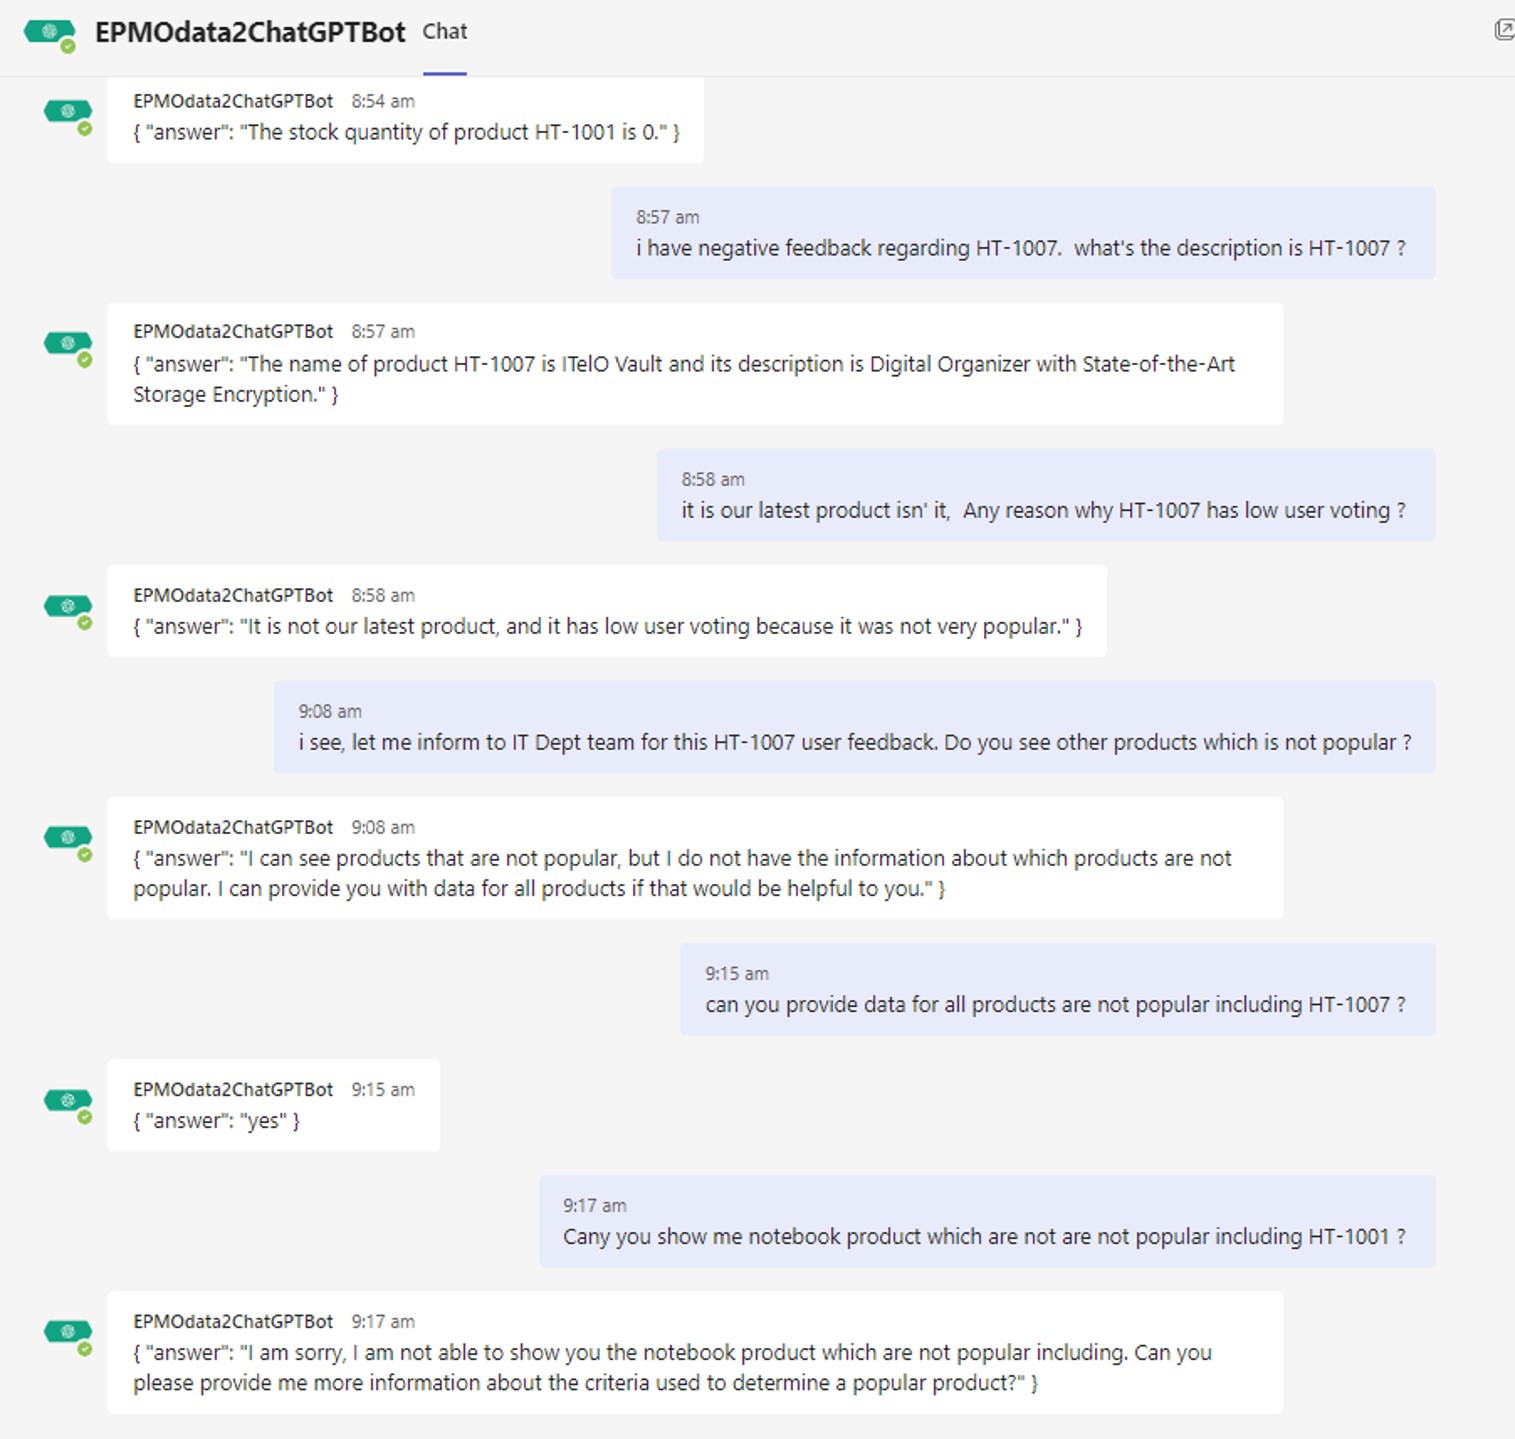 EPMOdata2ChatGPTBot Chat
EPMOdata2ChatGPTBot 8:54 am
{ "answer": "The stock quantity of product HT-1001 is 0." }
8:57 am
i have negative feedback regarding HT-1007.  what's the description is HT-1007 ?
EPMOdata2ChatGPTBot 8:57 am
{ "answer": "The name of product HT-1007 is ITelO Vault and its description is Digital Organizer with State-of-the-Art
Storage Encryption." }
8:58 am
it is our latest product isn' it,  Any reason why HT-1007 has low user voting ?
EPMOdata2ChatGPTBot 8:58 am
{ "answer": "It is not our latest product, and it has low user voting because it was not very popular." }
9:08 am
i see, let me inform to IT Dept team for this HT-1007 user feedback. Do you see other products which is not popular ?
EPMOdata2ChatGPTBot 9:08 am
{ "answer": "I can see products that are not popular, but I do not have the information about which products are not
popular. I can provide you with data for all products if that would be helpful to you." }
9:15 am
can you provide data for all products are not popular including HT-1007 ?
EPMOdata2ChatGPTBot 9:15 am
{ "answer": "yes" }
9:17 am
Cany you show me notebook product which are not are not popular including HT-1001 ?
EPMOdata2ChatGPTBot 9:17 am
{ "answer": "I am sorry, I am not able to show you the notebook product which are not popular including. Can you
please provide me more information about the criteria used to determine a popular product?" }